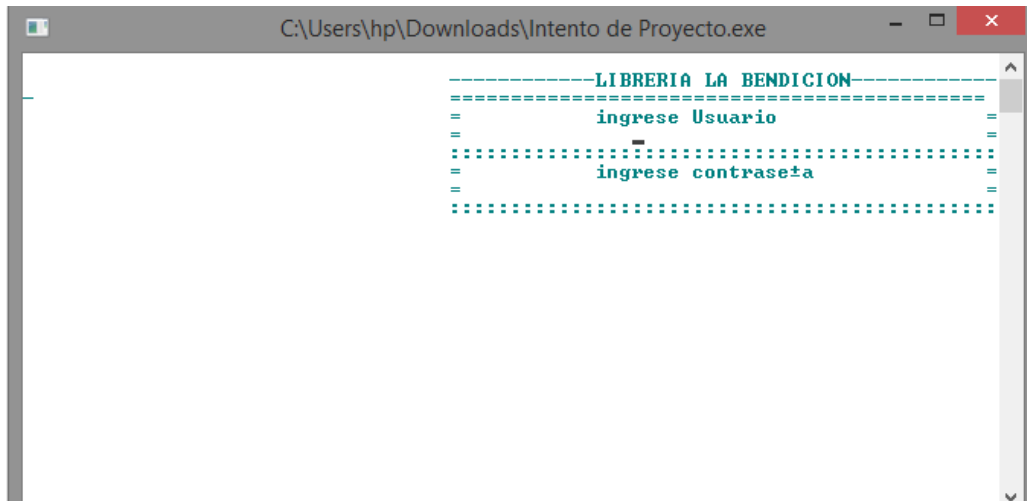 C:\Users\hp\Downloads\Intento de Proyecto.exe
------------LIBRERIA LA BENDICION------------
============================================
=           ingrese Usuario                 =
=                                           =
:::::::::::::::::::::::::::::::::::::::::::::
=           ingrese contrase±a              =
=                                           =
:::::::::::::::::::::::::::::::::::::::::::::